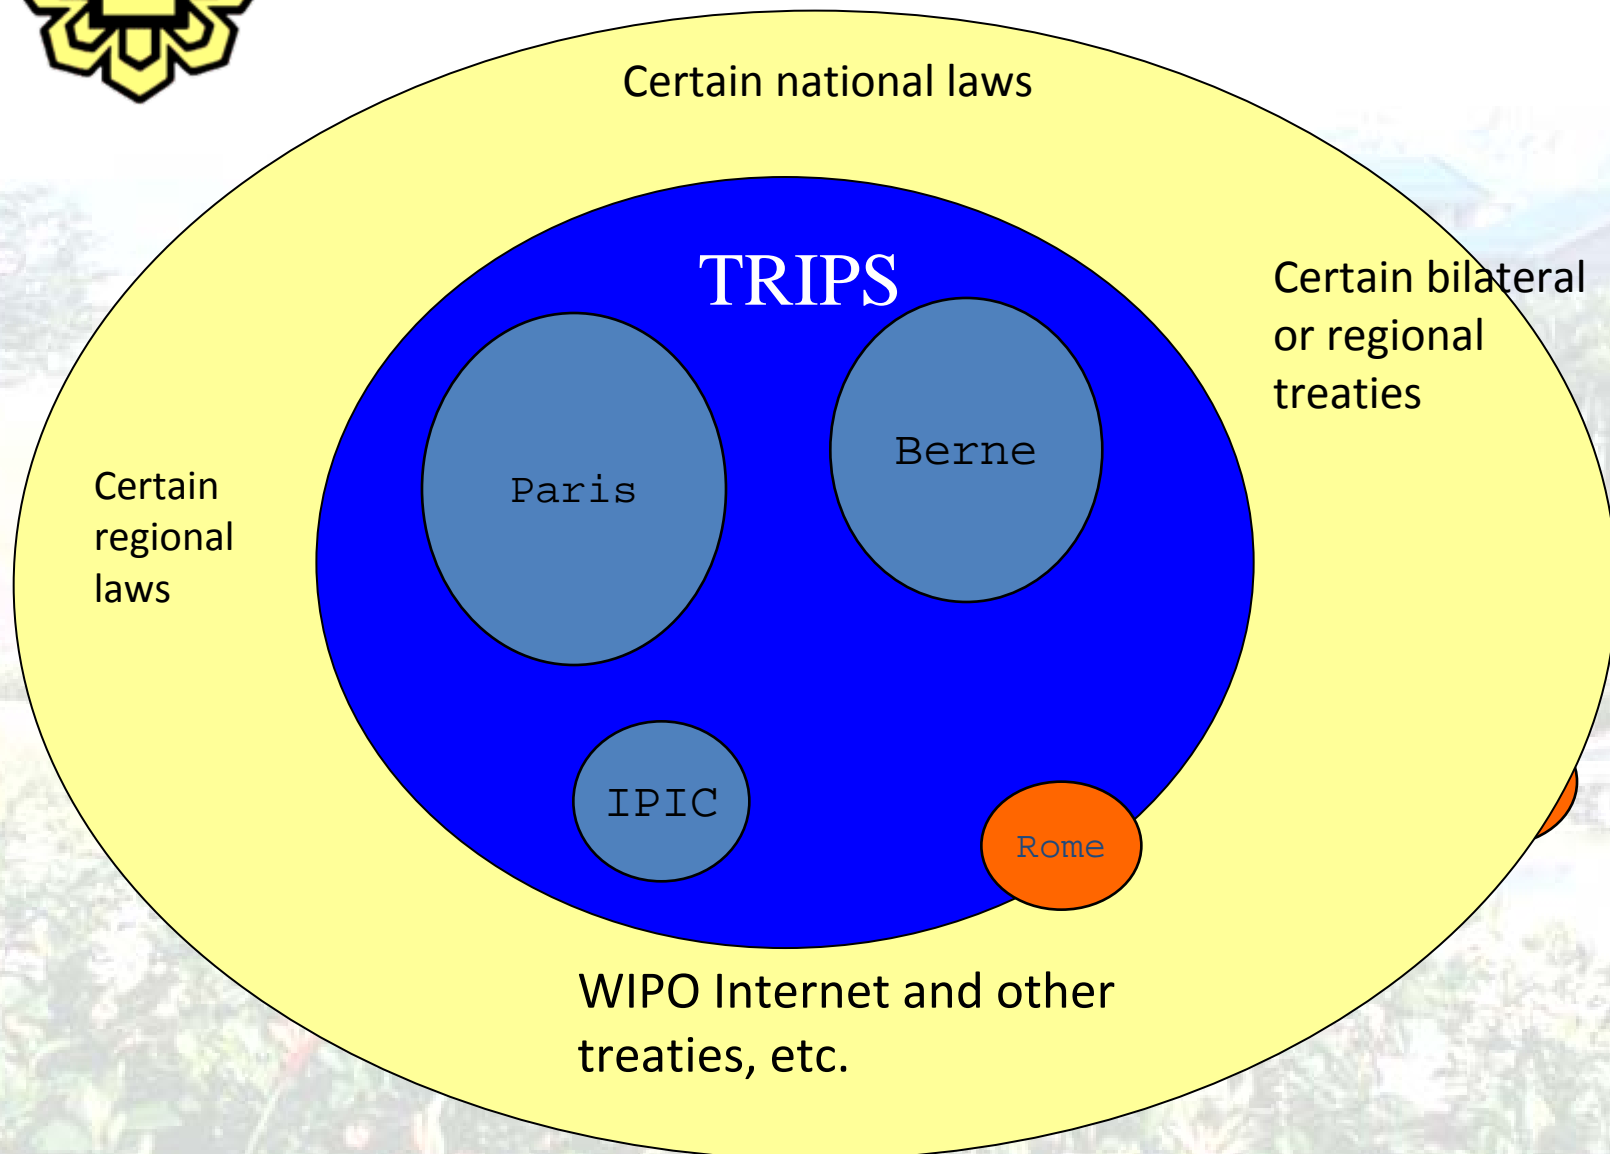 Certain national laws
TRIPS
Certain bilateral
or regional
treaties
Berne
Paris
Certain
regional
laws
IPIC
Rome
WIPO Internet and other
treaties, etc.